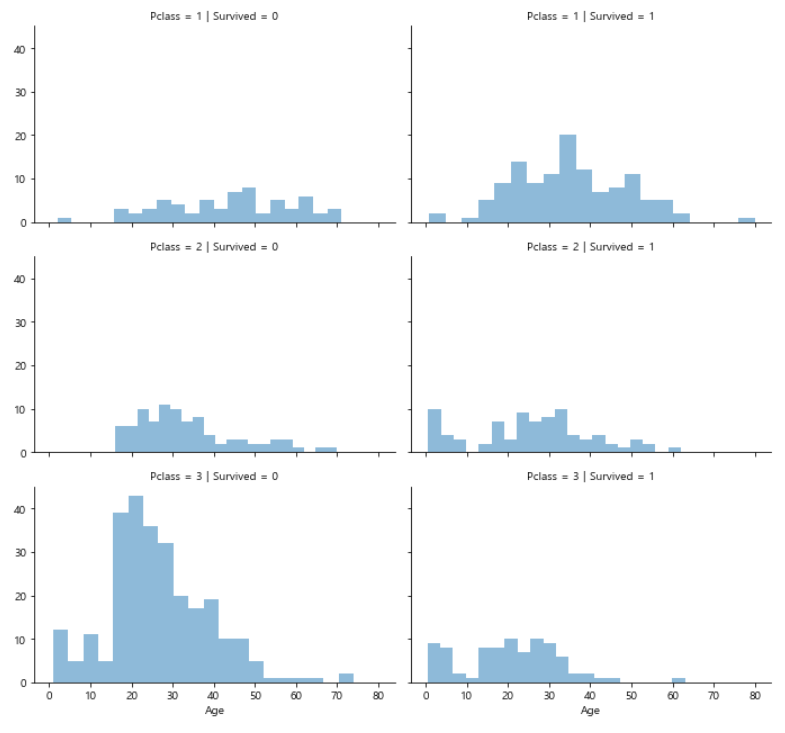 Pclass = 1 | Survived = 0
Pclass = 1 | Survived = 1
40
30
20
10
0
Pclass = 2 | Survived = 0
Pclass = 2 | Survived = 1
40
30
20
10
0
Pclass = 3 | Survived = 0
Pclass = 3 | Survived = 1
40
30
20
10
0
0 10 20 30 40 50 60 70 80
0 10 20 30 40 50 60 70 80
Age
Age